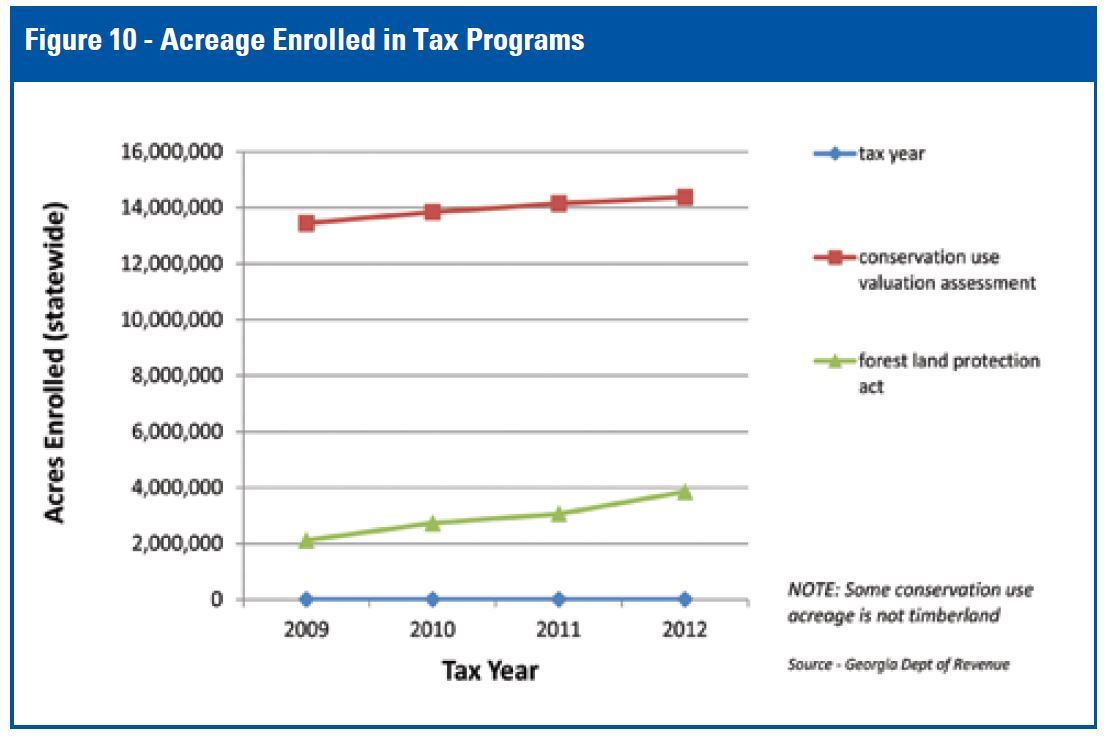 Figure 10 - Acreage Enrolled in Tax Programs
16,000,000
14,000,000
12,000,000
10,000,000
8,000,000
6,000,000
4,000,000
2,000,000
0
Acres Enrolled (statewide)
2009 2010 2011 2012
Tax Year
tax year
conservation use
valuation assessment
forest land protection
act
NOTE: Some conservation use
acreage is not timberland
Source - Georgia Dept of Revenue